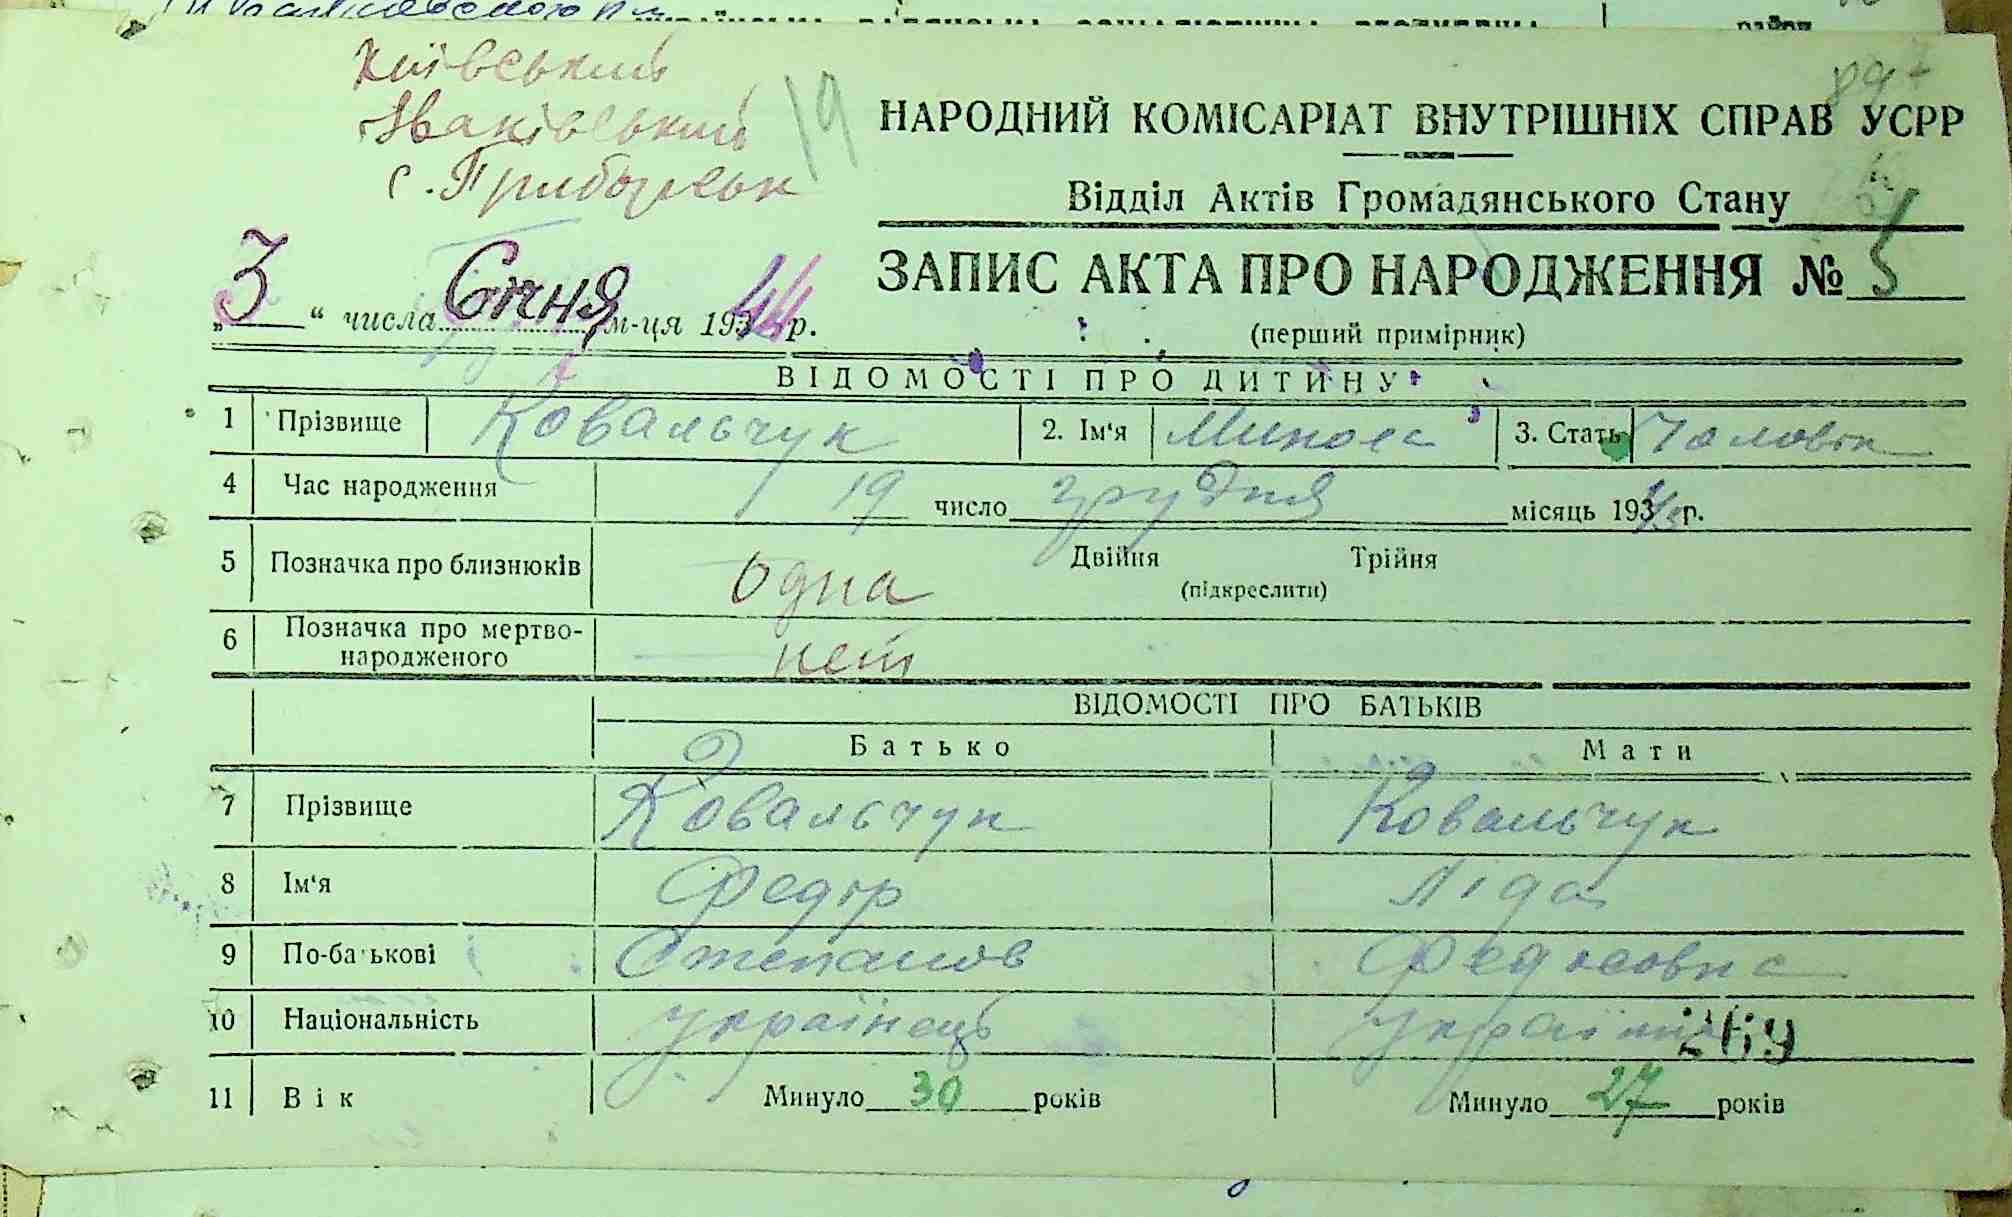 Київський
Іванківський
с. Прибирськ
19
НАРОДНИЙ КОМІСАРІАТ ВНУТРІШНІХ СПРАВ УСРР
Відділ Актів Громадянського Стану
ЗАПИС АКТА ПРО НАРОДЖЕННЯ № 5
„3“ числа Січня м-ця 1944 р.
(перший примірник)
ВІДОМОСТІ ПРО ДИТИНУ
1 Прізвище Ковальчук 2. Ім‘я Микола 3. Стать Чоловік
4 Час народження 19 число грудня місяць 193 р.
5 Позначка про близнюків одна Двійня Трійня
(підкреслити)
6 Позначка про мертво-
народженого нет
ВІДОМОСТІ ПРО БАТЬКІВ
Батько Мати
7 Прізвище Ковальчук Ковальчук
8 Ім‘я Федір Ліда
9 По-батькові Степанов Федосовна
10 Національність українець українка
269
11 Вік Минуло 30 років Минуло 27 років